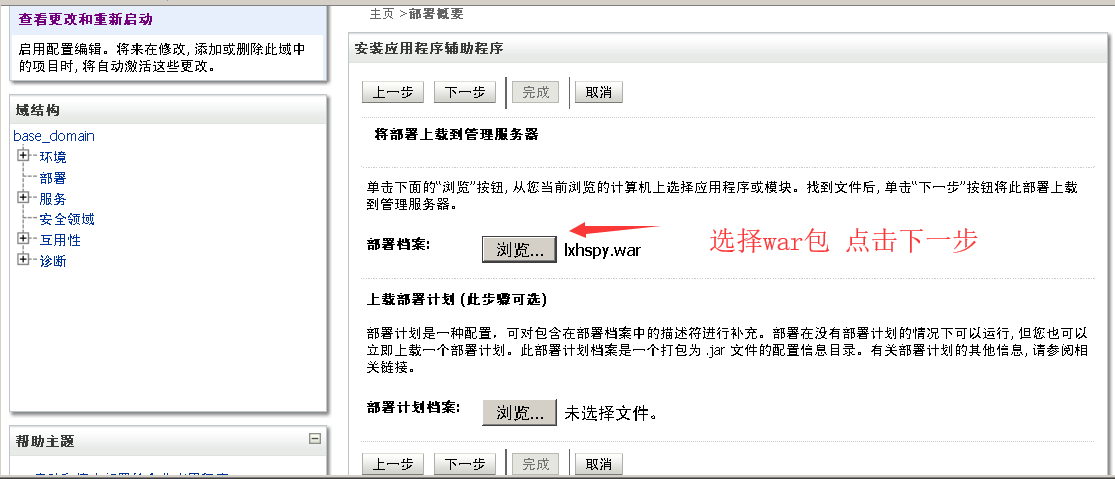 查看更改和重新启动
启用配置编辑。将来在修改, 添加或删除此域中
的项目时, 将自动激活这些更改。
域结构
base_domain
环境
部署
服务
安全领域
互用性
诊断
帮助主题
主页 >部署概要
安装应用程序辅助程序
上一步 下一步 完成 取消
将部署上载到管理服务器
单击下面的“浏览”按钮, 从您当前浏览的计算机上选择应用程序或模块。找到文件后, 单击“下一步”按钮将此部署上载
到管理服务器。
部署档案: 浏览... lxhspy.war
选择war包 点击下一步
上载部署计划 (此步骤可选)
部署计划是一种配置，可对包含在部署档案中的描述符进行补充。部署在没有部署计划的情况下可以运行, 但您也可以
立即上载一个部署计划。此部署计划档案是一个打包为 .jar 文件的配置信息目录。有关部署计划的其他信息, 请参阅相
关链接。
部署计划档案: 浏览... 未选择文件。
上一步 下一步 完成 取消